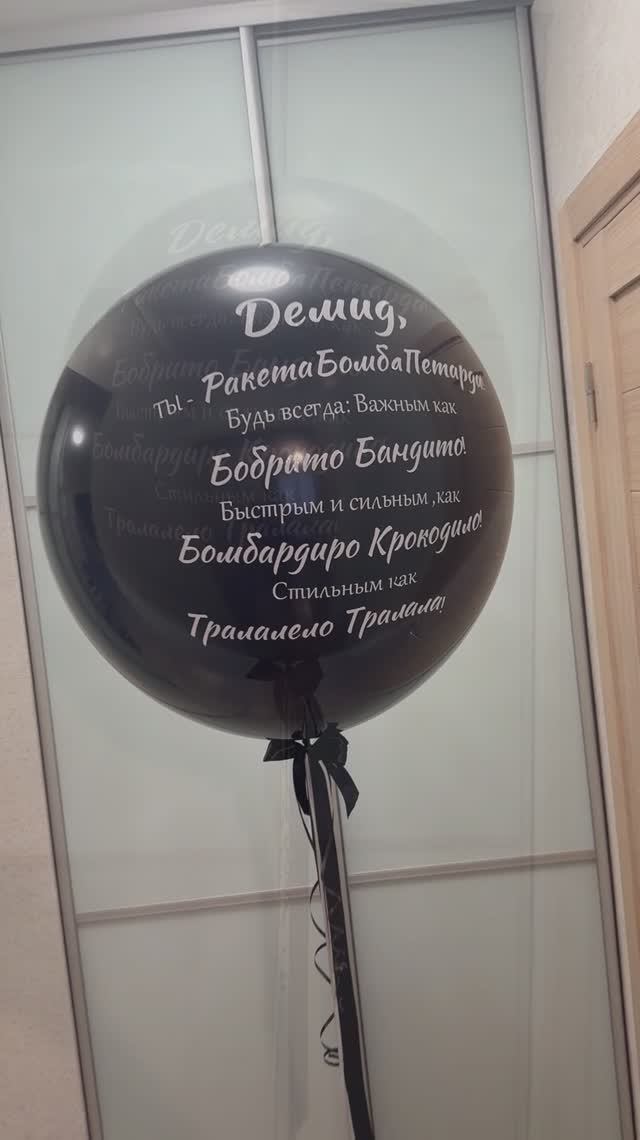 Демид,
ты - РакетаБомбаПетарда.
Будь всегда: Важным как
Бобрито Бандито!
Быстрым и сильным ,как
Бомбардиро Крокодило!
Стильным как
Тралалело Тралала!